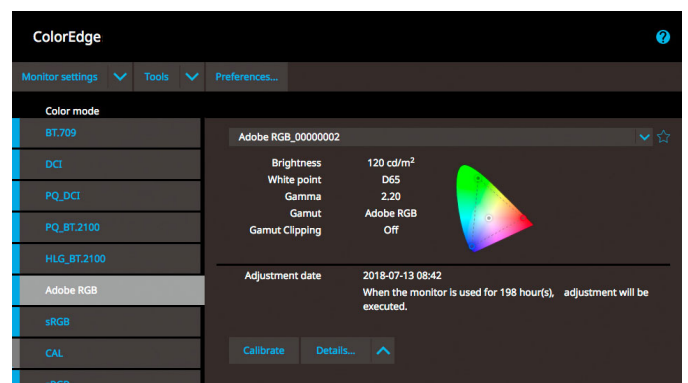 ColorEdge
?
Monitor settings Tools Preferences...
Color mode
BT.709
DCI
PQ_DCI
PQ_BT.2100
HLG_BT.2100
Adobe RGB
sRGB
CAL
Adobe RGB_00000002
Brightness 120 cd/m²
White point D65
Gamma 2.20
Gamut Adobe RGB
Gamut Clipping Off
Adjustment date 2018-07-13 08:42
When the monitor is used for 198 hour(s), adjustment will be
executed.
Calibrate Details...